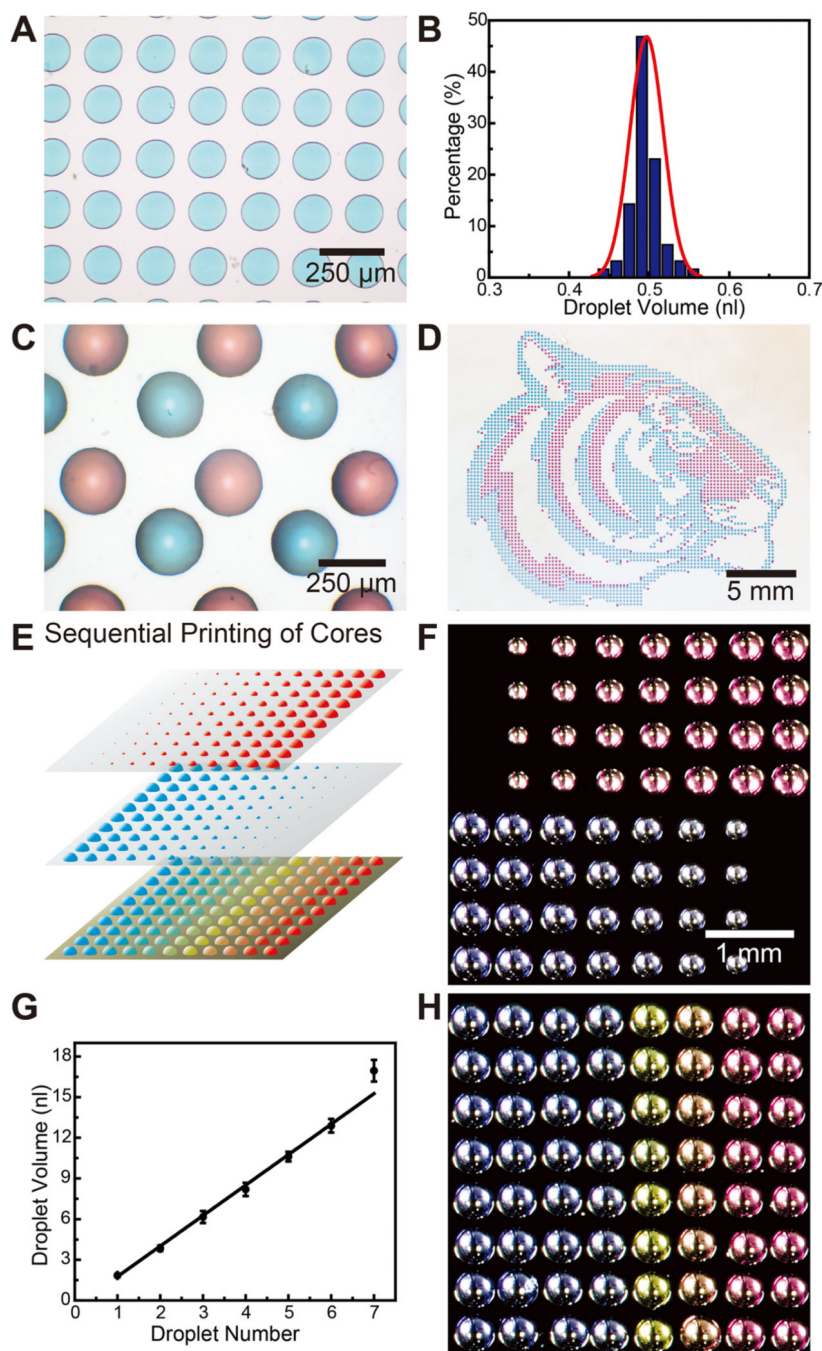 A
250 µm
B
Percentage (%)
50
40
30
20
10
0
0.3
0.4
0.5
0.6
0.7
Droplet Volume (nl)
C
250 µm
D
5 mm
E Sequential Printing of Cores
F
1 mm
G
Droplet Volume (nl)
18
15
12
9
6
3
0
0
1
2
3
4
5
6
7
Droplet Number
H